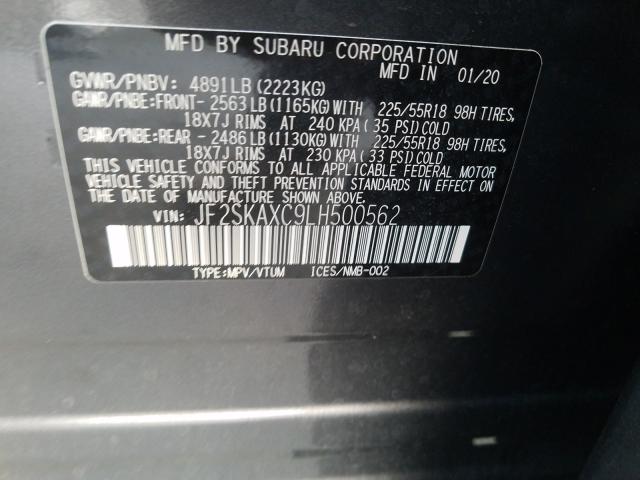 MFD BY SUBARU CORPORATION
MFD IN 01/20
GVWR/PNBV: 4891LB (2223KG)
GAWR/PNBE:FRONT- 2563 LB (1165KG) WITH 225/55R18 98H TIRES,
18X7J RIMS AT 240 KPA (35 PSI) COLD
GAWR/PNBE:REAR - 2486 LB (1130KG) WITH 225/55R18 98H TIRES,
18X7J RIMS AT 230 KPA (33 PSI) COLD
THIS VEHICLE CONFORMS TO ALL APPLICABLE FEDERAL MOTOR
VEHICLE SAFETY AND THEFT PREVENTION STANDARDS IN EFFECT ON
THE DATE OF MANUFACTURE SHOWN ABOVE.
VIN: JF2SKAXC9LH500562
TYPE:MPV/VTUM ICES/NMB-002